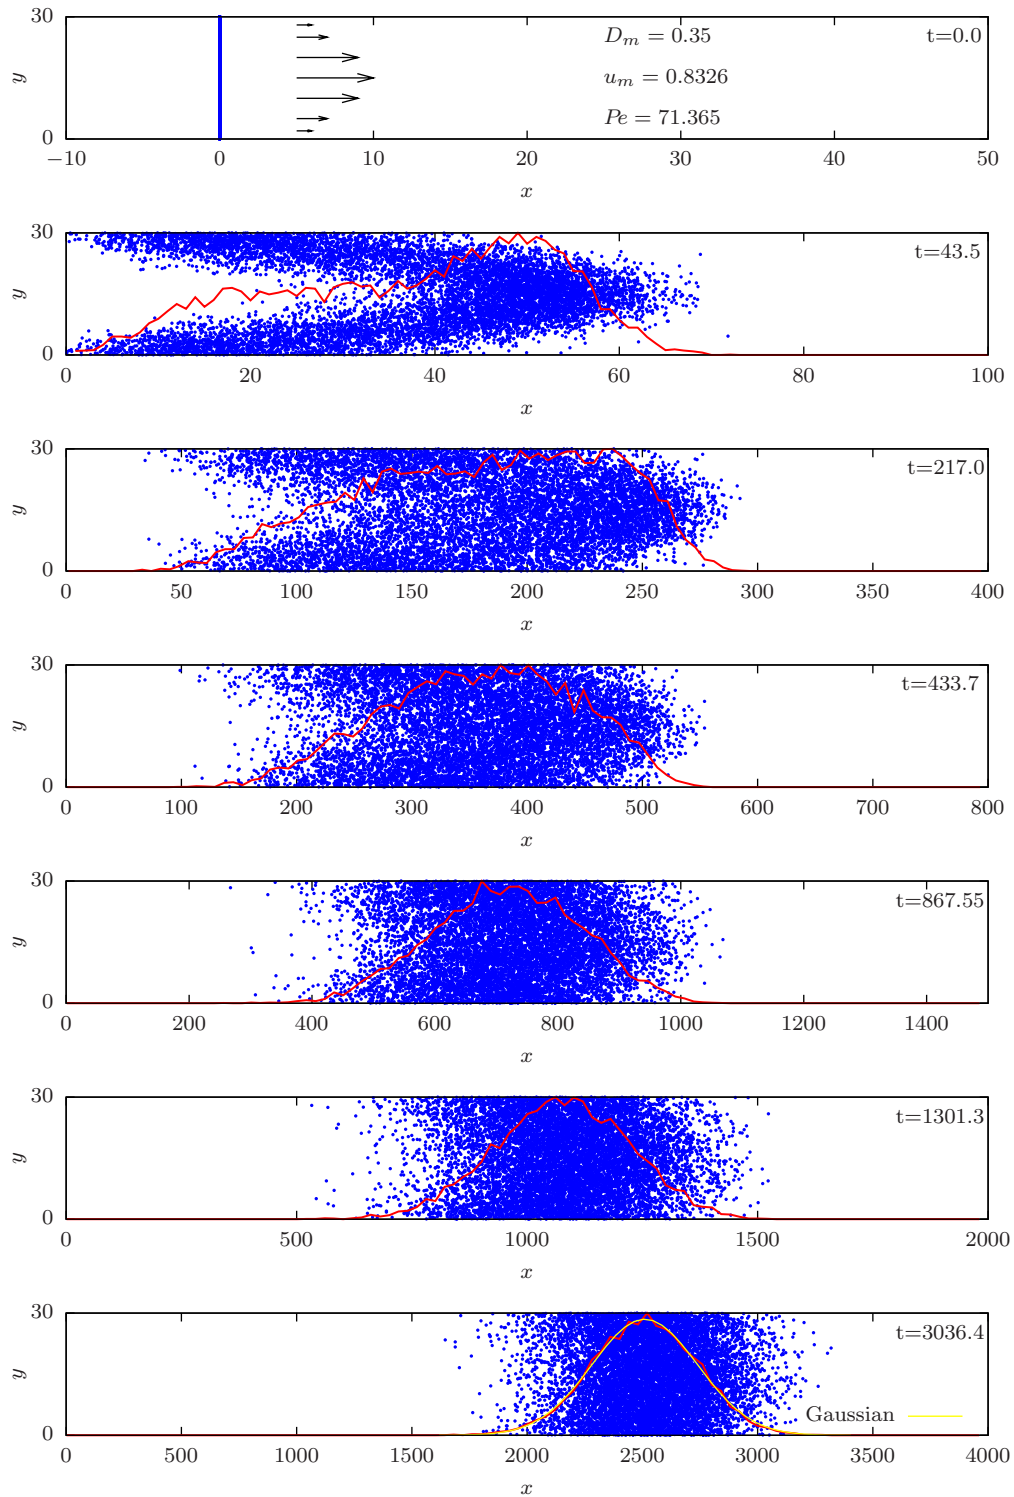 30
y
0
D_m = 0.35
u_m = 0.8326
Pe = 71.365
t=0.0
−10 0 10 20 30 40 50
x
30
y
0
t=43.5
0 20 40 60 80 100
x
30
y
0
t=217.0
0 50 100 150 200 250 300 350 400
x
30
y
0
t=433.7
0 100 200 300 400 500 600 700 800
x
30
y
0
t=867.55
0 200 400 600 800 1000 1200 1400
x
30
y
0
t=1301.3
0 500 1000 1500 2000
x
30
y
0
t=3036.4
Gaussian
0 500 1000 1500 2000 2500 3000 3500 4000
x